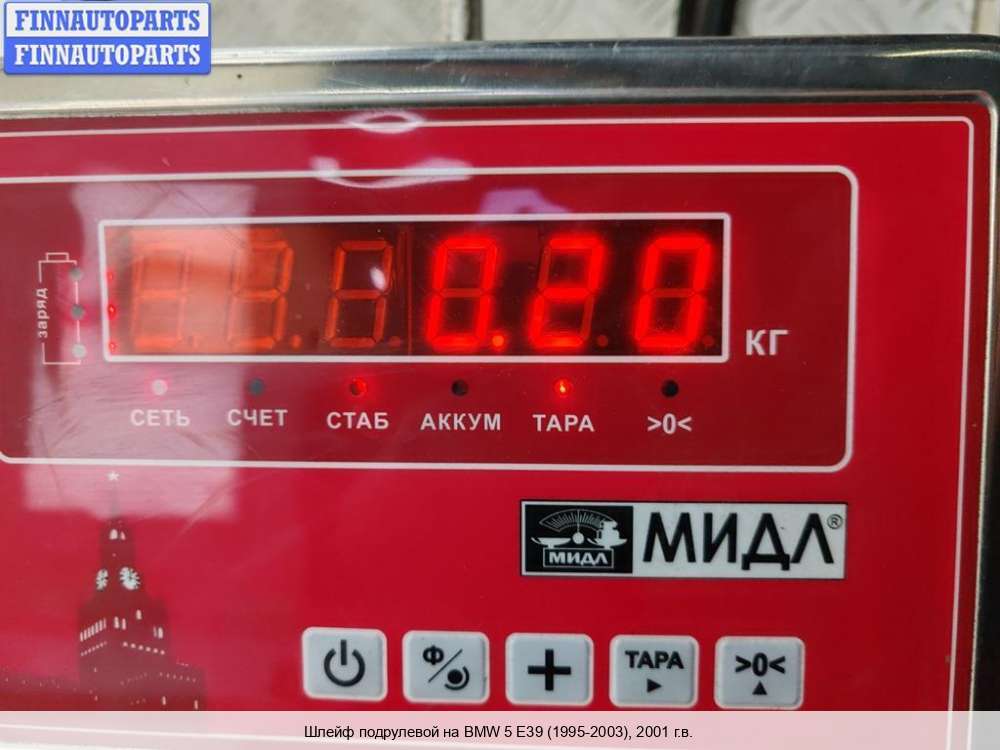 FINNAUTOPARTS
FINNAUTOPARTS
заряд
0.20
КГ
СЕТЬ СЧЕТ СТАБ АККУМ ТАРА >0<
МИДЛ МИДЛ®
Ф/ + ТАРА >0<
Шлейф подрулевой на BMW 5 E39 (1995-2003), 2001 г.в.